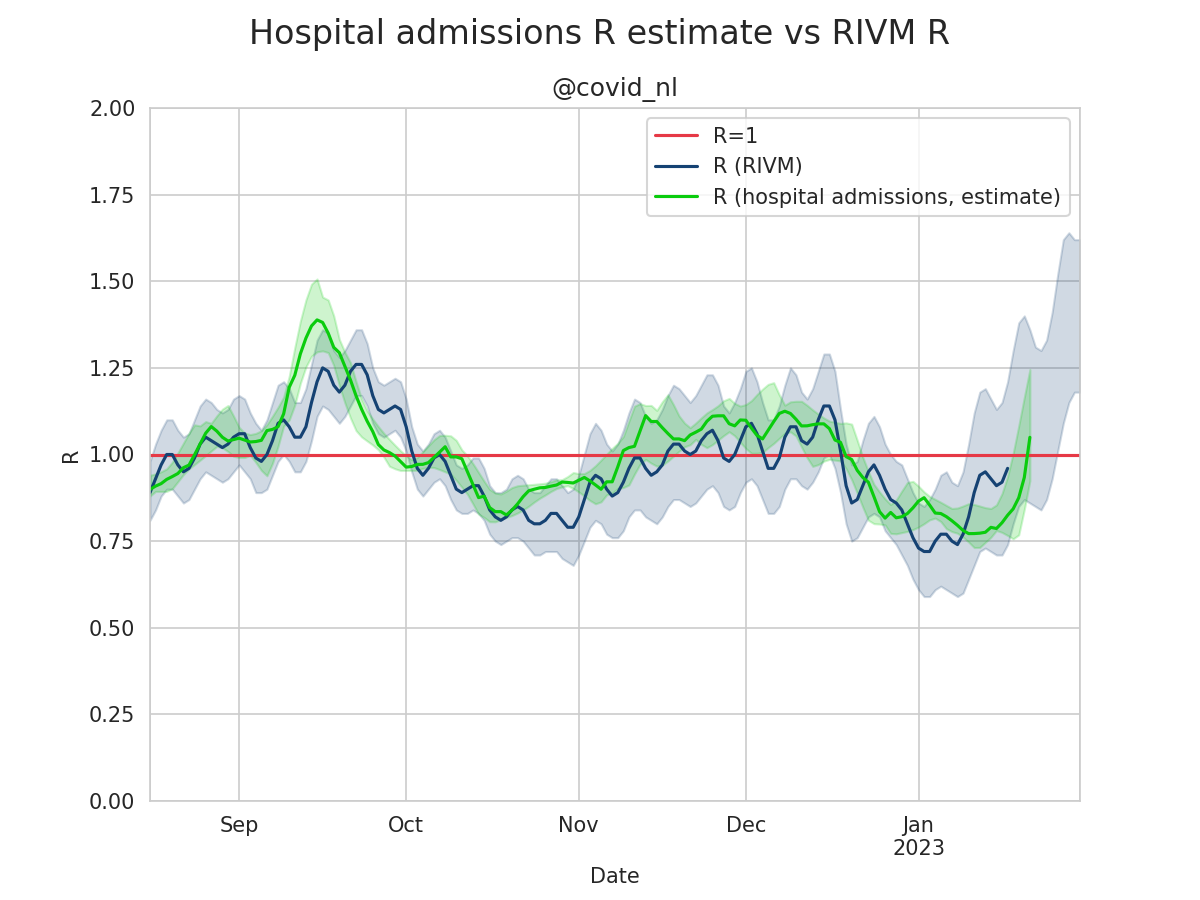 Hospital admissions R estimate vs RIVM R
@covid_nl
R=1
R (RIVM)
R (hospital admissions, estimate)
2.00
1.75
1.50
1.25
1.00
0.75
0.50
0.25
0.00
R
Sep
Oct
Nov
Dec
Jan
2023
Date